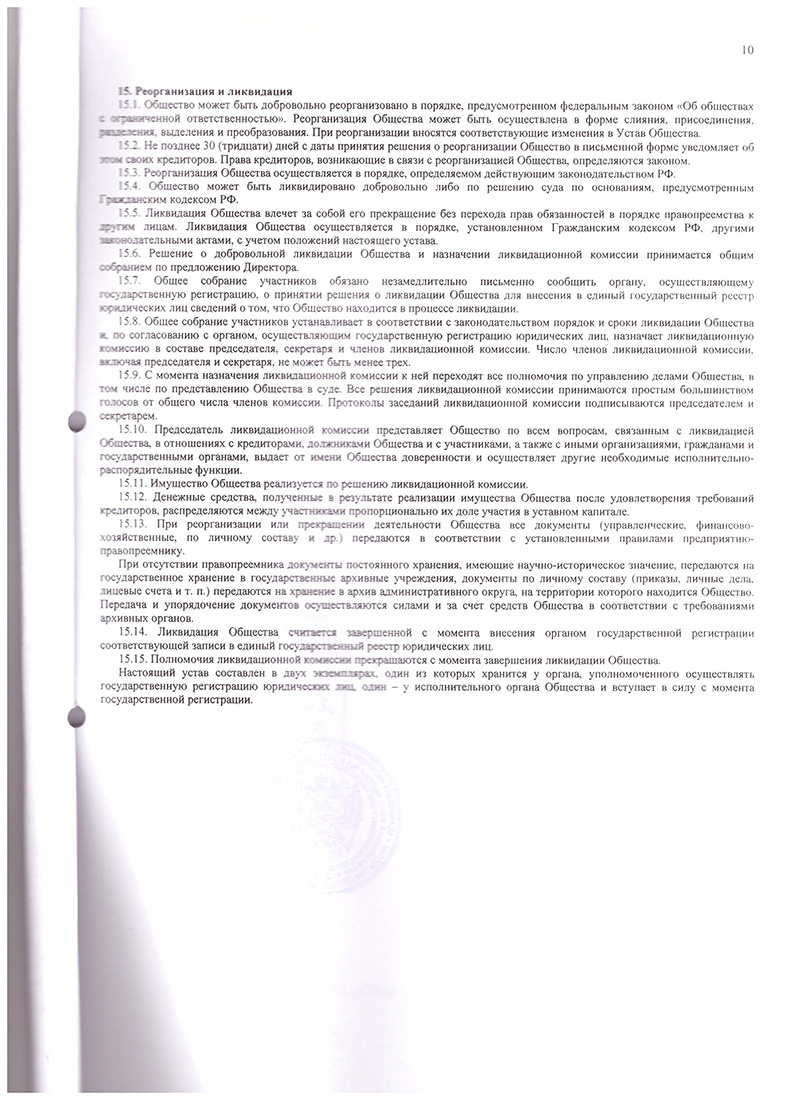 10
15. Реорганизация и ликвидация
15.1. Общество может быть добровольно реорганизовано в порядке, предусмотренном федеральным законом «Об обществах
с ограниченной ответственностью». Реорганизация Общества может быть осуществлена в форме слияния, присоединения,
разделения, выделения и преобразования. При реорганизации вносятся соответствующие изменения в Устав Общества.
15.2. Не позднее 30 (тридцати) дней с даты принятия решения о реорганизации Общество в письменной форме уведомляет об
этом своих кредиторов. Права кредиторов, возникающие в связи с реорганизацией Общества, определяются законом.
15.3. Реорганизация Общества осуществляется в порядке, определяемом действующим законодательством РФ.
15.4. Общество может быть ликвидировано добровольно либо по решению суда по основаниям, предусмотренным
Гражданским кодексом РФ.
15.5. Ликвидация Общества влечет за собой его прекращение без перехода прав обязанностей в порядке правопреемства к
другим лицам. Ликвидация Общества осуществляется в порядке, установленном Гражданским кодексом РФ, другими
законодательными актами, с учетом положений настоящего устава.
15.6. Решение о добровольной ликвидации Общества и назначении ликвидационной комиссии принимается общим
собранием по предложению Директора.
15.7. Общее собрание участников обязано незамедлительно письменно сообщить органу, осуществляющему
государственную регистрацию, о принятии решения о ликвидации Общества для внесения в единый государственный реестр
юридических лиц сведений о том, что Общество находится в процессе ликвидации.
15.8. Общее собрание участников устанавливает в соответствии с законодательством порядок и сроки ликвидации Общества
и, по согласованию с органом, осуществляющим государственную регистрацию юридических лиц, назначает ликвидационную
комиссию в составе председателя, секретаря и членов ликвидационной комиссии. Число членов ликвидационной комиссии,
включая председателя и секретаря, не может быть менее трех.
15.9. С момента назначения ликвидационной комиссии к ней переходят все полномочия по управлению делами Общества, в
том числе по представлению Общества в суде. Все решения ликвидационной комиссии принимаются простым большинством
голосов от общего числа членов комиссии. Протоколы заседаний ликвидационной комиссии подписываются председателем и
секретарем.
15.10. Председатель ликвидационной комиссии представляет Общество по всем вопросам, связанным с ликвидацией
Общества, в отношениях с кредиторами, должниками Общества и с участниками, а также с иными организациями, гражданами и
государственными органами, выдает от имени Общества доверенности и осуществляет другие необходимые исполнительно-
распорядительные функции.
15.11. Имущество Общества реализуется по решению ликвидационной комиссии.
15.12. Денежные средства, полученные в результате реализации имущества Общества после удовлетворения требований
кредиторов, распределяются между участниками пропорционально их доле участия в уставном капитале.
15.13. При реорганизации или прекращении деятельности Общества все документы (управленческие, финансово-
хозяйственные, по личному составу и др.) передаются в соответствии с установленными правилами предприятию-
правопреемнику.
При отсутствии правопреемника документы постоянного хранения, имеющие научно-историческое значение, передаются на
государственное хранение в государственные архивные учреждения, документы по личному составу (приказы, личные дела,
лицевые счета и т. п.) передаются на хранение в архив административного округа, на территории которого находится Общество.
Передача и упорядочение документов осуществляются силами и за счет средств Общества в соответствии с требованиями
архивных органов.
15.14. Ликвидация Общества считается завершенной с момента внесения органом государственной регистрации
соответствующей записи в единый государственный реестр юридических лиц.
15.15. Полномочия ликвидационной комиссии прекращаются с момента завершения ликвидации Общества.
Настоящий устав составлен в двух экземплярах, один из которых хранится у органа, уполномоченного осуществлять
государственную регистрацию юридических лиц, один – у исполнительного органа Общества и вступает в силу с момента
государственной регистрации.